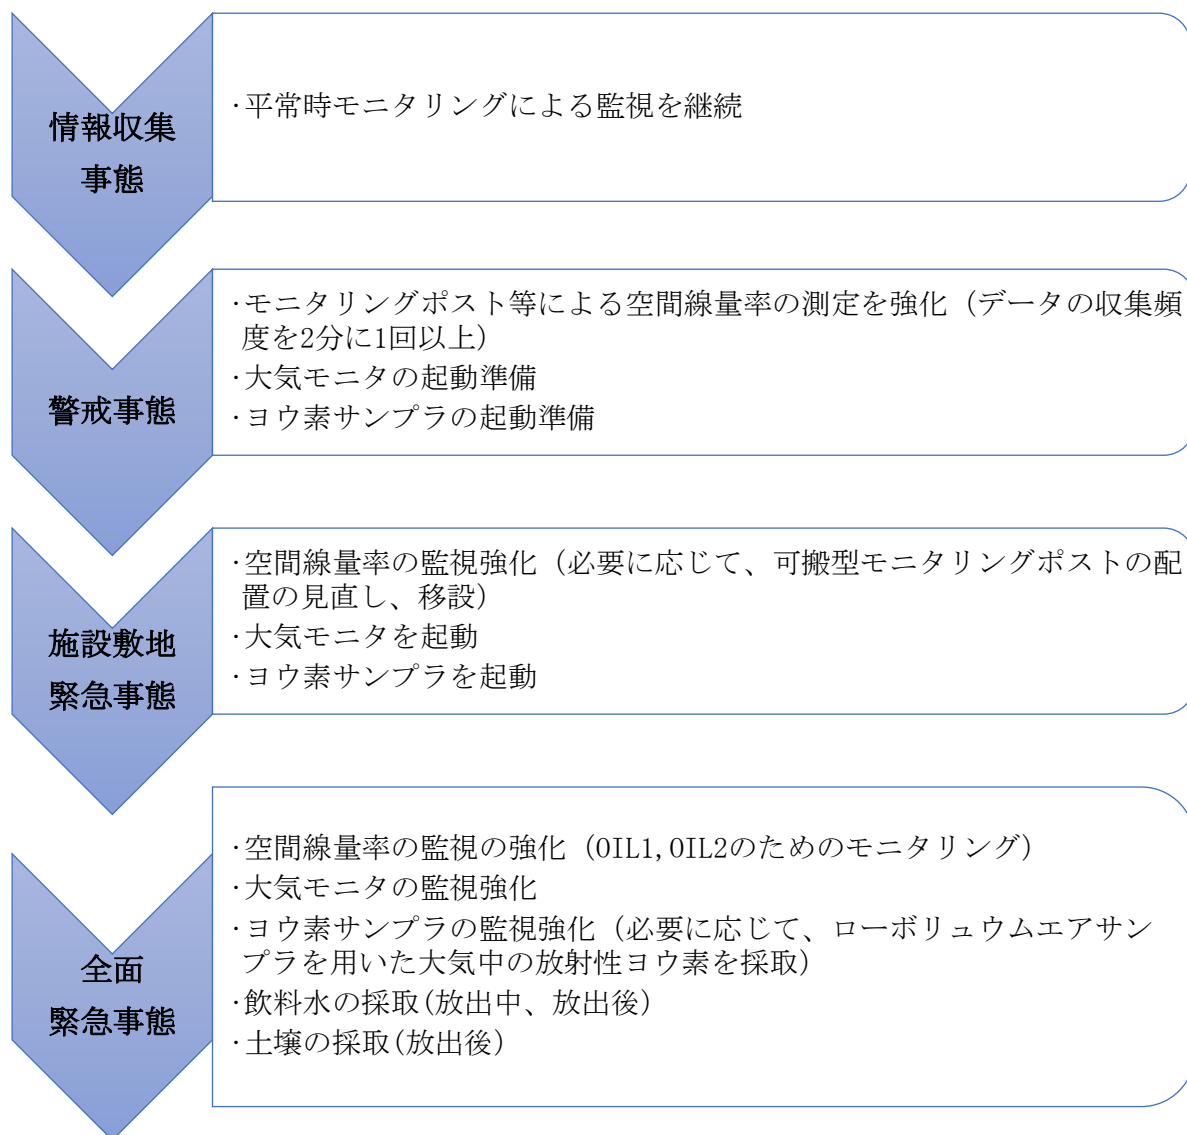 情報収集
事態
·平常時モニタリングによる監視を継続
警戒事態
·モニタリングポスト等による空間線量率の測定を強化（データの収集頻
度を2分に1回以上）
·大気モニタの起動準備
·ヨウ素サンプラの起動準備
施設敷地
緊急事態
·空間線量率の監視強化（必要に応じて、可搬型モニタリングポストの配
置の見直し、移設）
·大気モニタを起動
·ヨウ素サンプラを起動
全面
緊急事態
·空間線量率の監視の強化（OIL1,OIL2のためのモニタリング）
·大気モニタの監視強化
·ヨウ素サンプラの監視強化（必要に応じて、ローボリュウムエアサン
プラを用いた大気中の放射性ヨウ素を採取）
·飲料水の採取(放出中、放出後）
·土壌の採取(放出後）